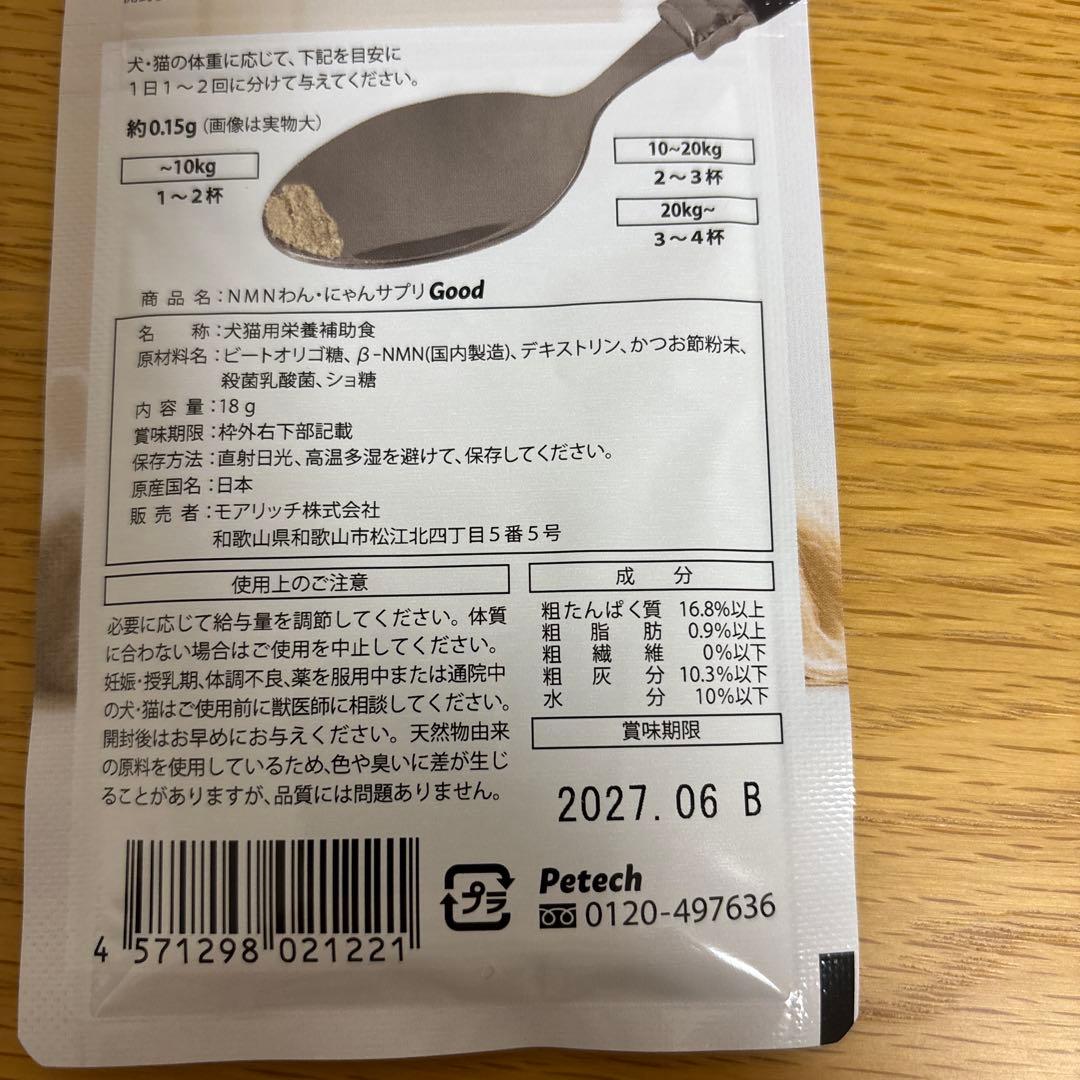 犬・猫の体重に応じて、下記を目安に
1日1～2回に分けて与えてください。
約0.15g（画像は実物大）
~10kg
1～2杯
10~20kg
2～3杯
20kg~
3～4杯
商品名：NMNわん・にゃんサプリGood
名称：犬猫用栄養補助食
原材料名：ビートオリゴ糖、β-NMN(国内製造)、デキストリン、かつお節粉末、
殺菌乳酸菌、ショ糖
内容量：18g
賞味期限：枠外右下部記載
保存方法：直射日光、高温多湿を避けて、保存してください。
原産国名：日本
販売者：モアリッチ株式会社
和歌山県和歌山市松江北四丁目5番5号
使用上のご注意
必要に応じて給与量を調節してください。体質
に合わない場合はご使用を中止してください。
妊娠・授乳期、体調不良、薬を服用中または通院中
の犬・猫はご使用前に獣医師に相談してください。
開封後はお早めにお与えください。天然物由来
の原料を使用しているため、色や臭いに差が生じ
ることがありますが、品質には問題ありません。
成分
粗たんぱく質 16.8%以上
粗脂肪 0.9%以上
粗繊維 0%以下
粗灰分 10.3%以下
水分 10%以下
賞味期限
2027.06 B
4 571298 021221
プラ
Petech
0120-497636